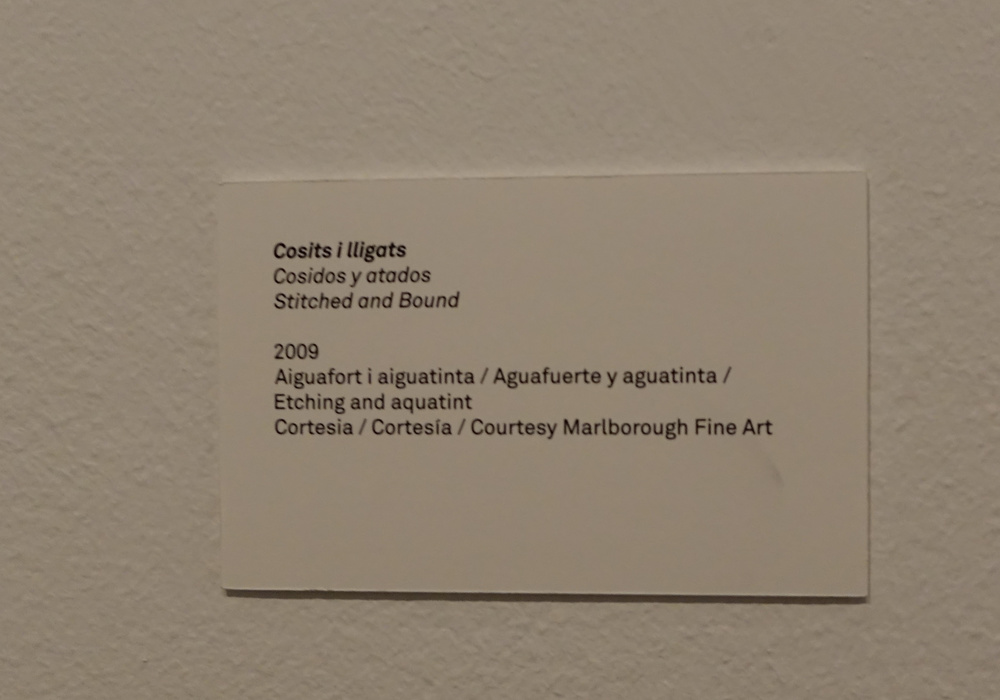 Cosits i lligats
Cosidos y atados
Stitched and Bound
2009
Aiguafort i aiguatinta / Aguafuerte y aguatinta /
Etching and aquatint
Cortesia / Cortesía / Courtesy Marlborough Fine Art